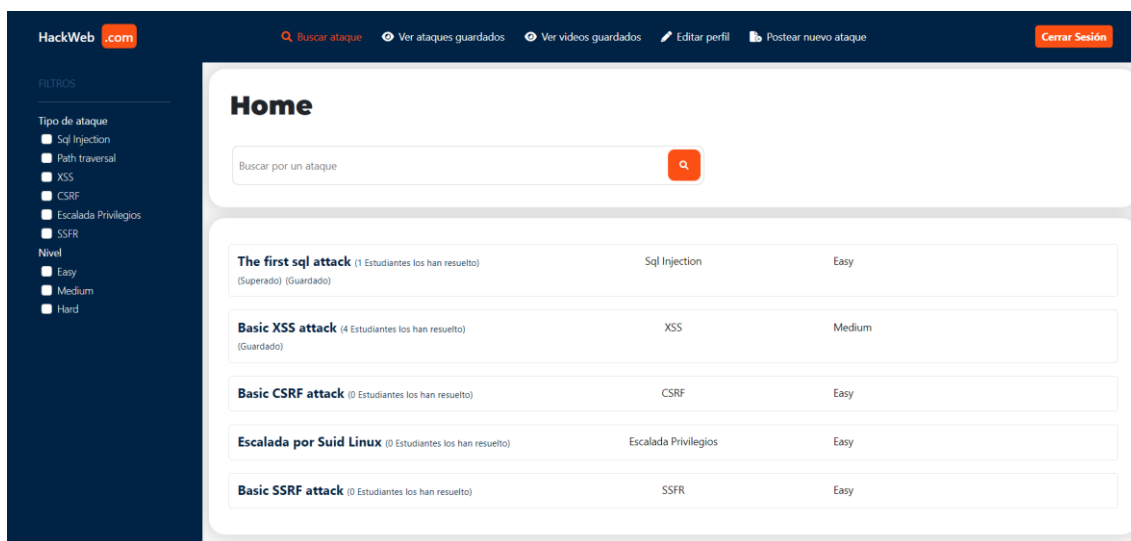 HackWeb .com
Buscar ataque Ver ataques guardados Ver videos guardados Editar perfil Postear nuevo ataque
Cerrar Sesión
FILTROS
Tipo de ataque
Sql Injection
Path traversal
XSS
CSRF
Escalada Privilegios
SSFR
Nivel
Easy
Medium
Hard
Home
Buscar por un ataque
The first sql attack (1 Estudiantes los han resuelto) Sql Injection Easy
(Superado) (Guardado)
Basic XSS attack (4 Estudiantes los han resuelto) XSS Medium
(Guardado)
Basic CSRF attack (0 Estudiantes los han resuelto) CSRF Easy
Escalada por Suid Linux (0 Estudiantes los han resuelto) Escalada Privilegios Easy
Basic SSRF attack (0 Estudiantes los han resuelto) SSFR Easy